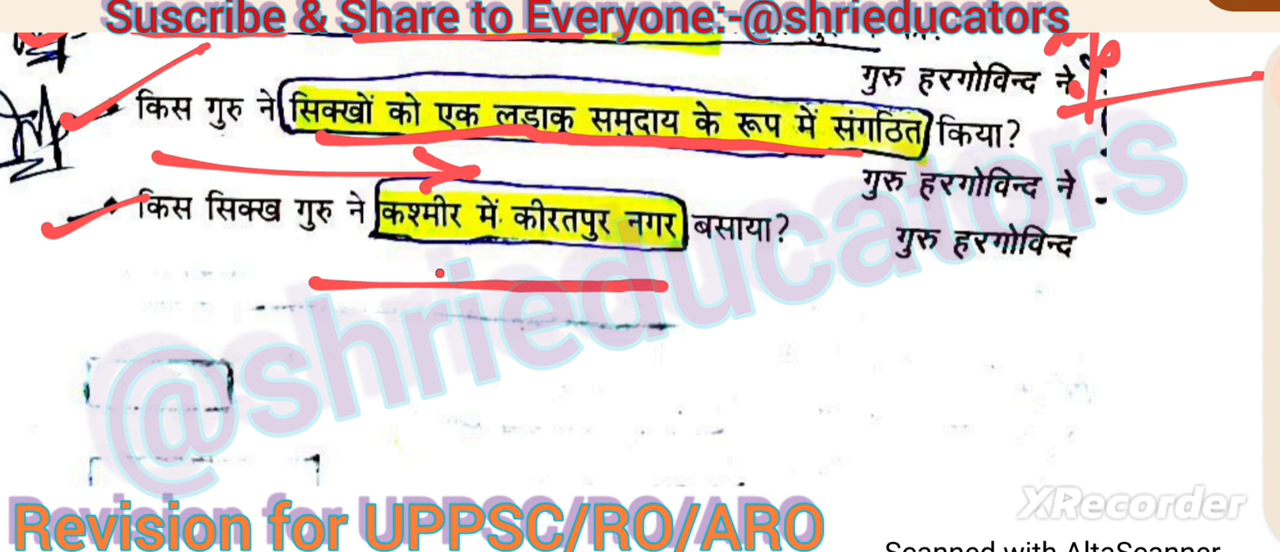 Suscribe & Share to Everyone:-@shrieducators
गुरु हरगोविन्द ने
किस गुरु ने सिक्खों को एक लड़ाकू समुदाय के रूप में संगठित किया?
गुरु हरगोविन्द ने
किस सिक्ख गुरु ने कश्मीर में कीरतपुर नगर बसाया?
गुरु हरगोविन्द
@shrieducators
XRecorder
Revision for UPPSC/RO/ARO
Scanned with AltaScanner